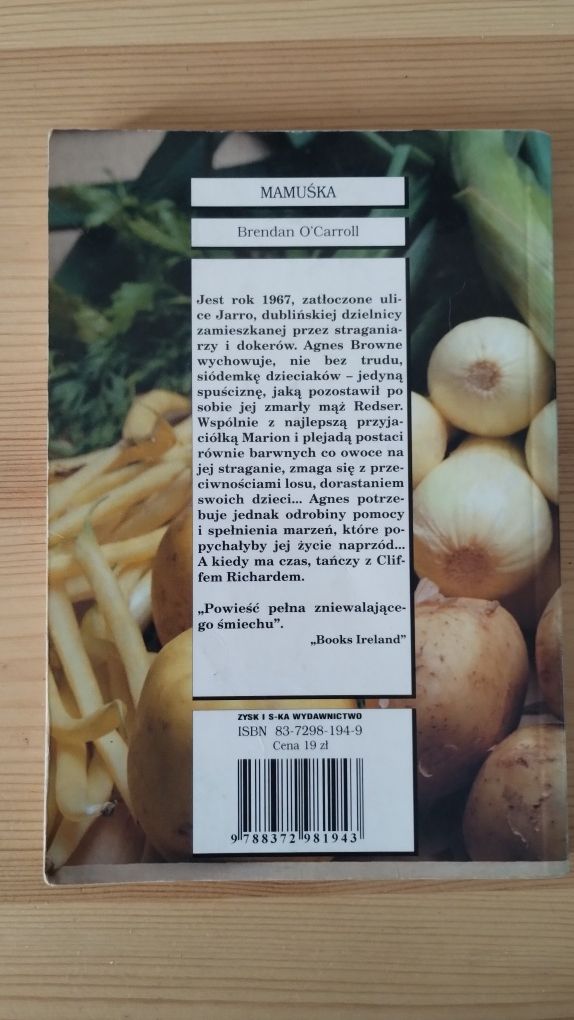 MAMUŚKA
Brendan O'Carroll
Jest rok 1967, zatłoczone uli-
ce Jarro, dublińskiej dzielnicy
zamieszkanej przez stragania-
rzy i dokerów. Agnes Browne
wychowuje, nie bez trudu,
siódemkę dzieciaków – jedyną
spuściznę, jaką pozostawił po
sobie jej zmarły mąż Redser.
Wspólnie z najlepszą przyja-
ciółką Marion i plejadą postaci
równie barwnych co owoce na
jej straganie, zmaga się z prze-
ciwnościami losu, dorastaniem
swoich dzieci... Agnes potrze-
buje jednak odrobiny pomocy
i spełnienia marzeń, które po-
pychałyby jej życie naprzód...
A kiedy ma czas, tańczy z Clif-
fem Richardem.
„Powieść pełna zniewalające-
go śmiechu”.
„Books Ireland”
ZYSK I S-KA WYDAWNICTWO
ISBN 83-7298-194-9
Cena 19 zł
9 788372 981943